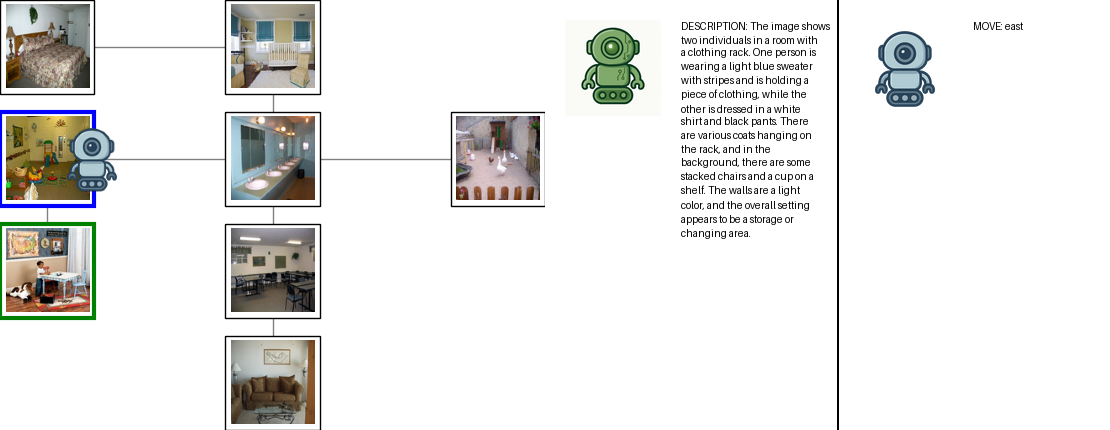 DESCRIPTION: The image shows
two individuals in a room with
a clothing rack. One person is
wearing a light blue sweater
with stripes and is holding a
piece of clothing, while the
other is dressed in a white
shirt and black pants. There
are various coats hanging on
the rack, and in the
background, there are some
stacked chairs and a cup on a
shelf. The walls are a light
color, and the overall setting
appears to be a storage or
changing area.
MOVE: east